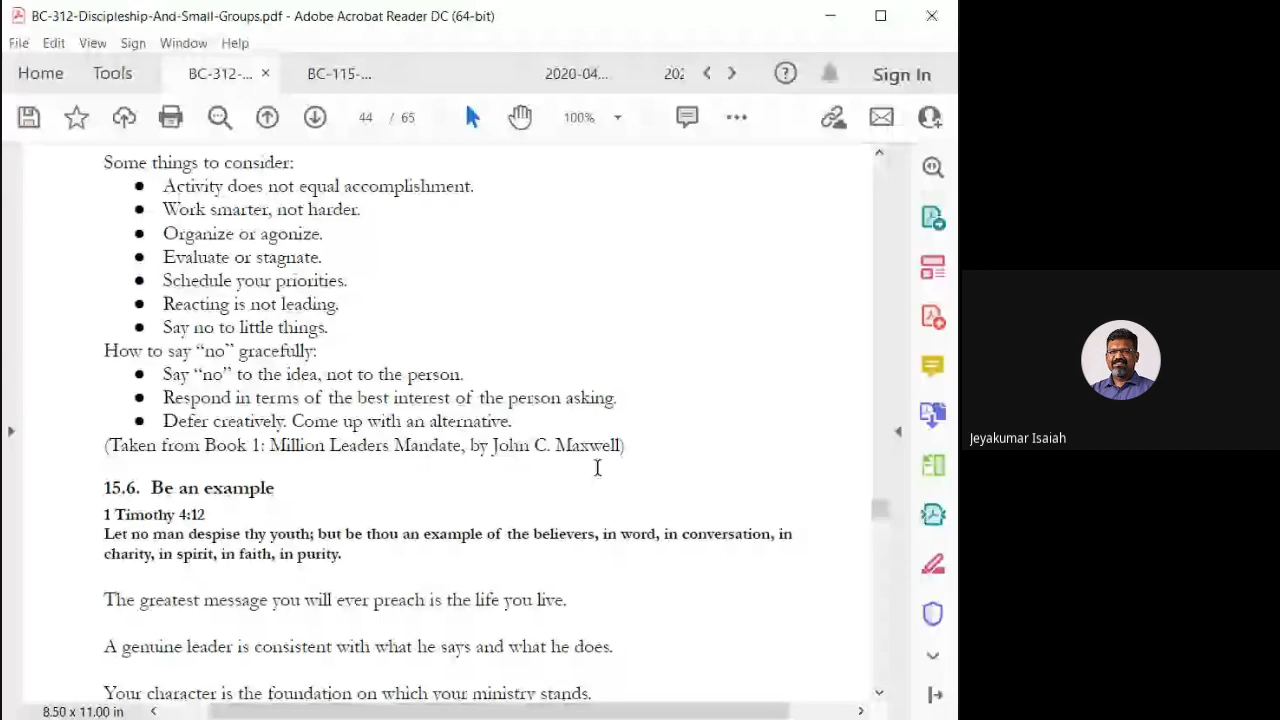 BC-312-Discipleship-And-Small-Groups.pdf - Adobe Acrobat Reader DC (64-bit)
File Edit View Sign Window Help
Home Tools BC-312-... × BC-115-... 2020-04... 202 Sign In
44 / 65 100%
Some things to consider:
● Activity does not equal accomplishment.
● Work smarter, not harder.
● Organize or agonize.
● Evaluate or stagnate.
● Schedule your priorities.
● Reacting is not leading.
● Say no to little things.
How to say “no” gracefully:
● Say “no” to the idea, not to the person.
● Respond in terms of the best interest of the person asking.
● Defer creatively. Come up with an alternative.
(Taken from Book 1: Million Leaders Mandate, by John C. Maxwell)
15.6. Be an example
1 Timothy 4:12
Let no man despise thy youth; but be thou an example of the believers, in word, in conversation, in
charity, in spirit, in faith, in purity.
The greatest message you will ever preach is the life you live.
A genuine leader is consistent with what he says and what he does.
Your character is the foundation on which your ministry stands.
8.50 x 11.00 in
Jeyakumar Isaiah